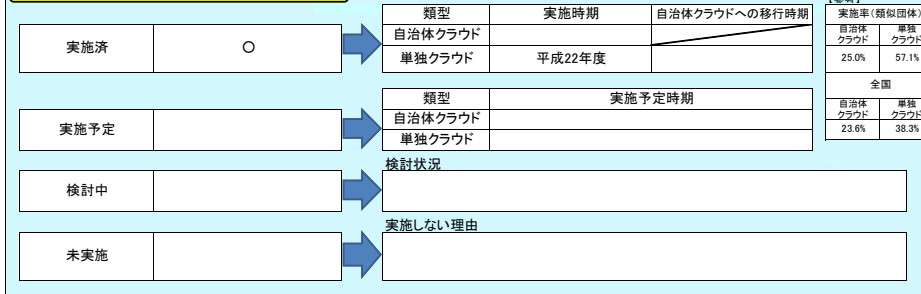 類型 実施時期 自治体クラウドへの移行時期
実施済 ○ 自治体クラウド
単独クラウド 平成22年度
実施率(類似団体)
自治体クラウド 単独クラウド
25.0% 57.1%
全国
自治体クラウド 単独クラウド
23.6% 38.3%
類型 実施予定時期
実施予定 自治体クラウド
単独クラウド
検討状況
検討中
実施しない理由
未実施